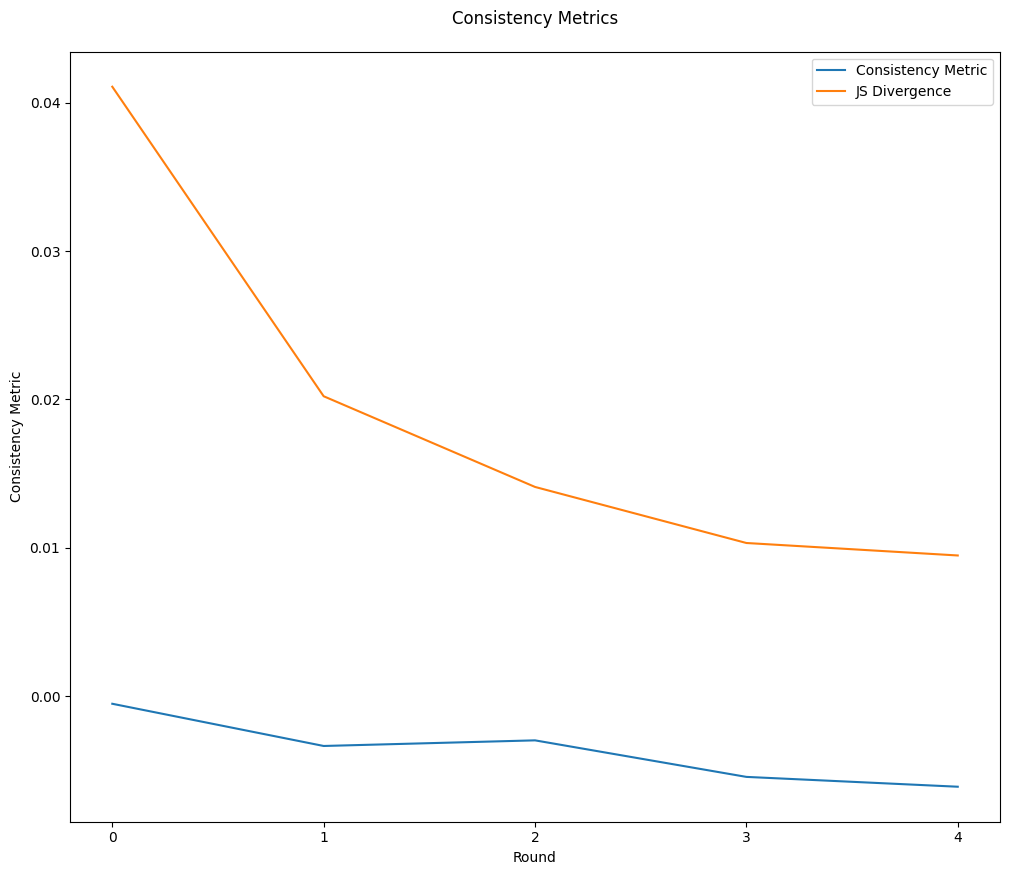 Consistency Metrics
Consistency Metric
JS Divergence
0.04
0.03
0.02
0.01
0.00
Consistency Metric
0 1 2 3 4
Round